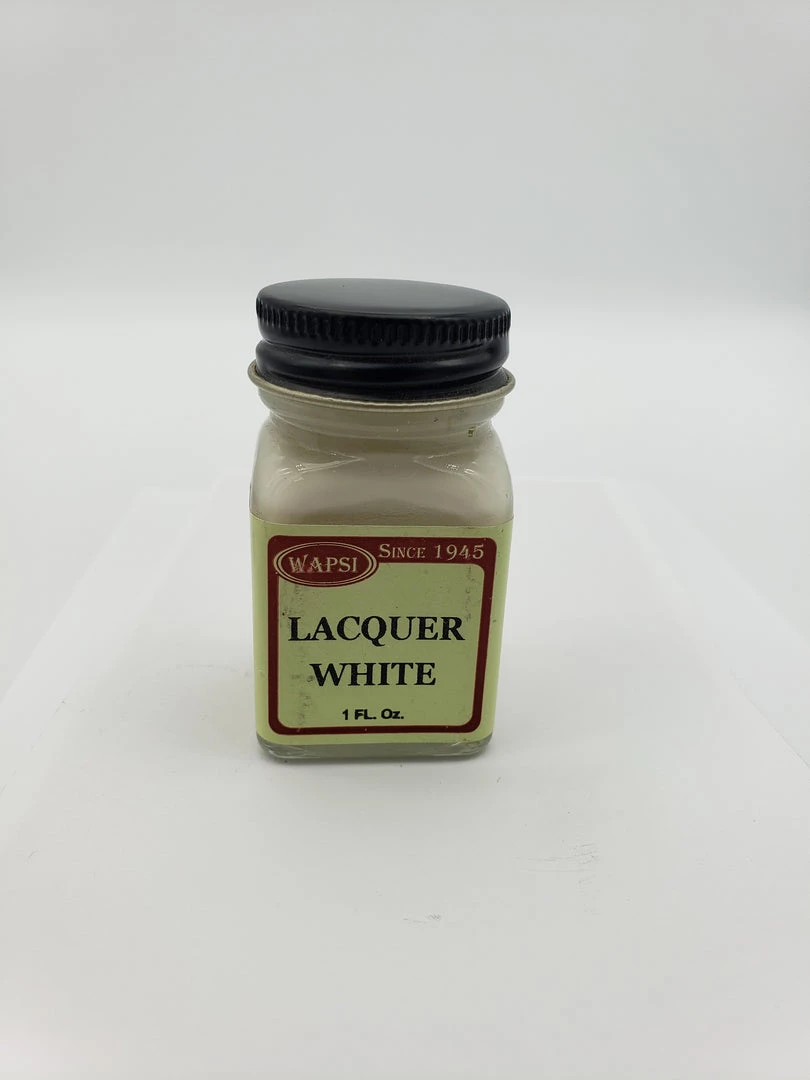 WAPSI
SINCE 1945
LACQUER
WHITE
1 FL. Oz.